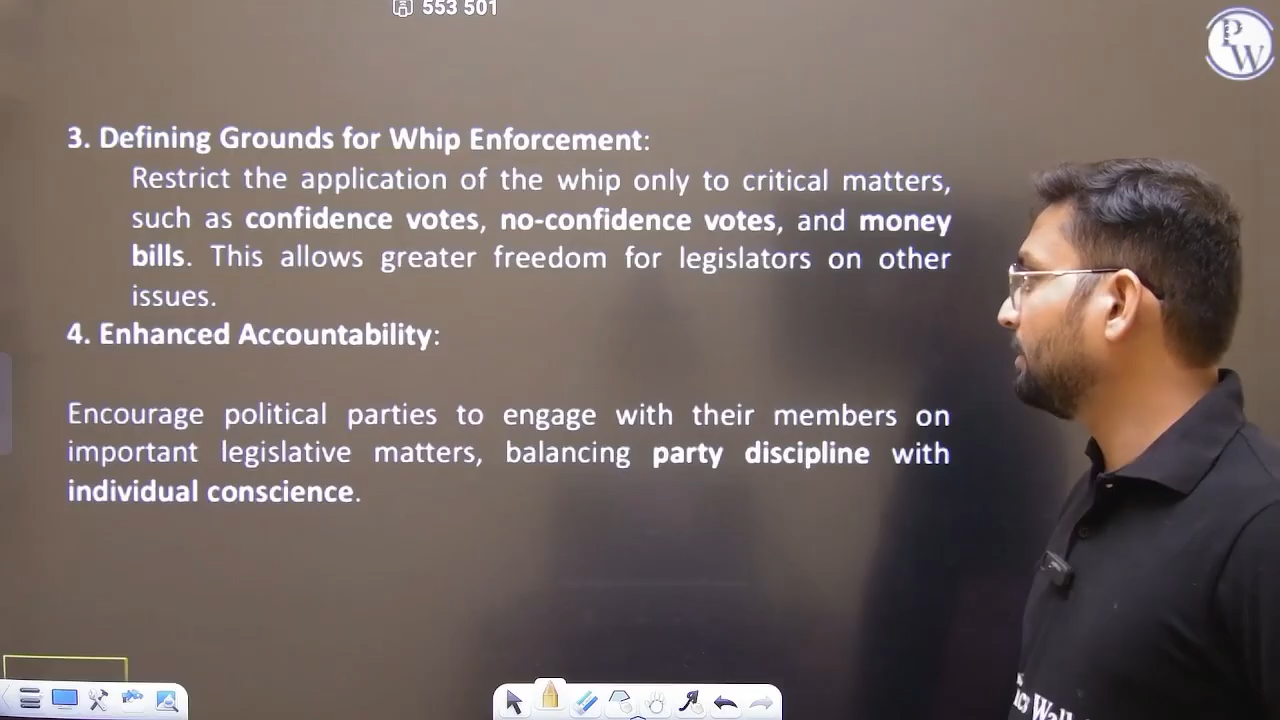 553 501
PW
3. Defining Grounds for Whip Enforcement:
Restrict the application of the whip only to critical matters,
such as confidence votes, no-confidence votes, and money
bills. This allows greater freedom for legislators on other
issues.
4. Enhanced Accountability:
Encourage political parties to engage with their members on
important legislative matters, balancing party discipline with
individual conscience.